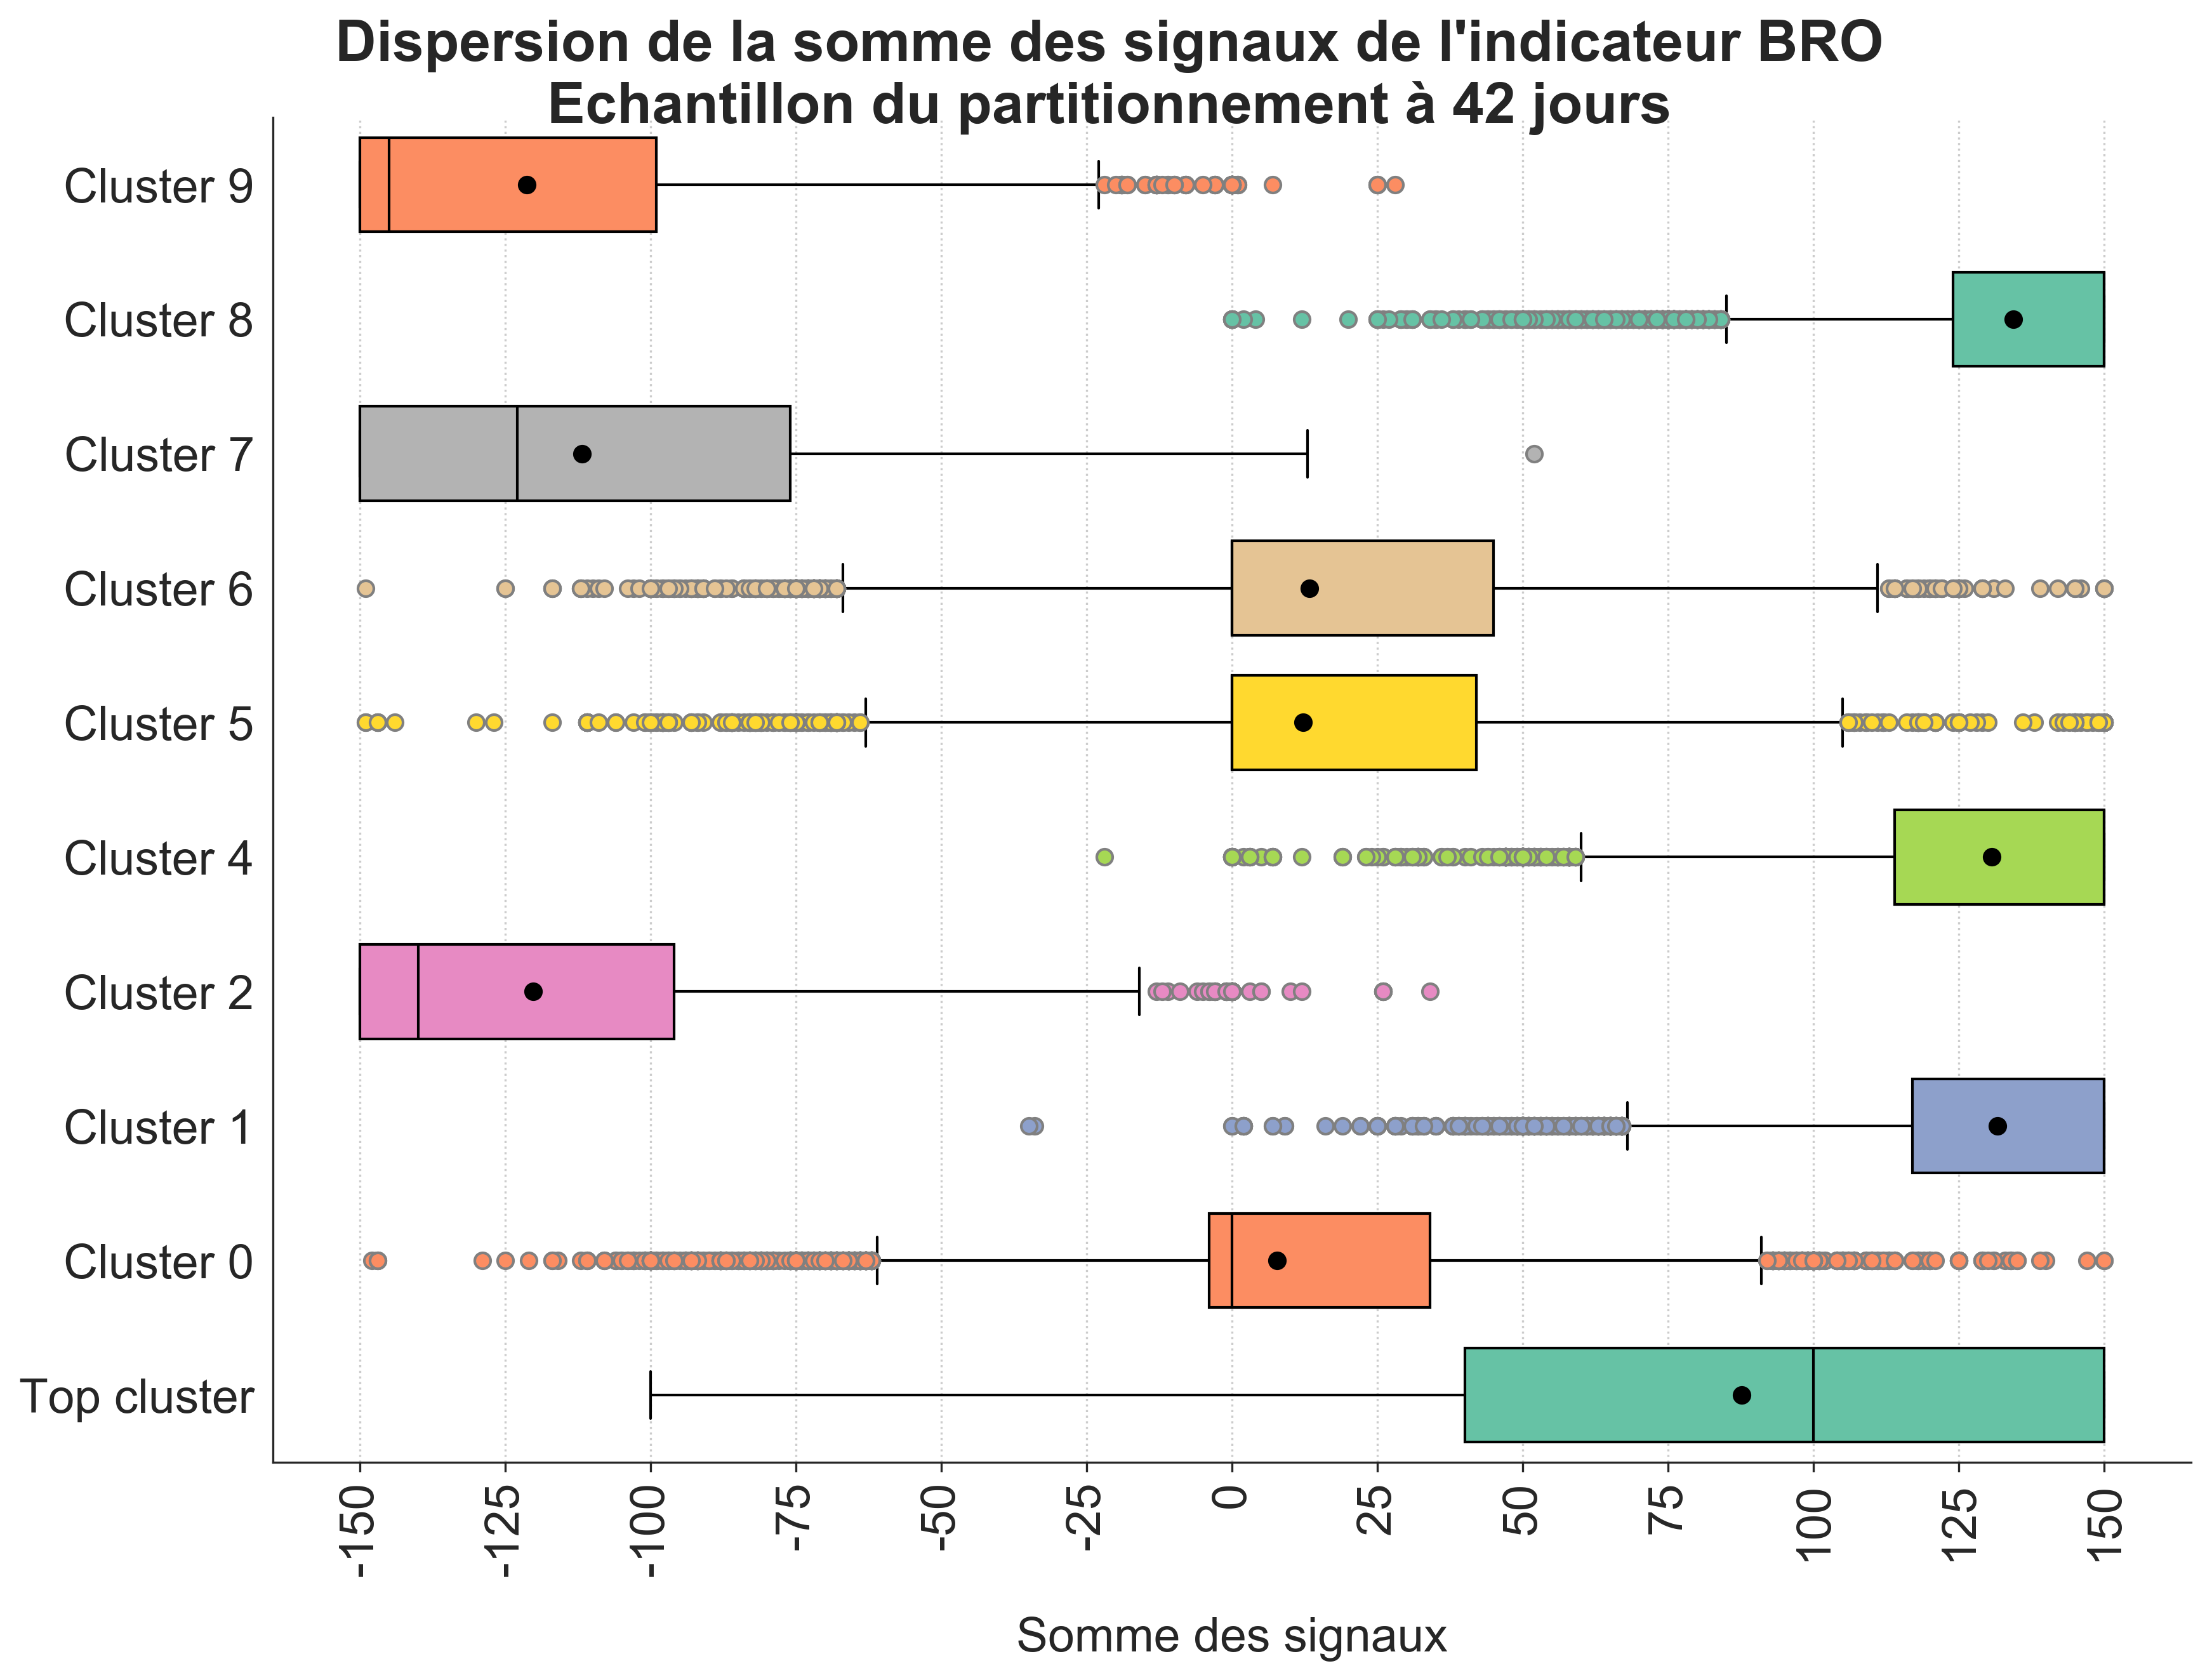 Dispersion de la somme des signaux de l'indicateur BRO
Echantillon du partitionnement à 42 jours
Cluster 9
Cluster 8
Cluster 7
Cluster 6
Cluster 5
Cluster 4
Cluster 2
Cluster 1
Cluster 0
Top cluster
-150
-125
-100
-75
-50
-25
0
25
50
75
100
125
150
Somme des signaux